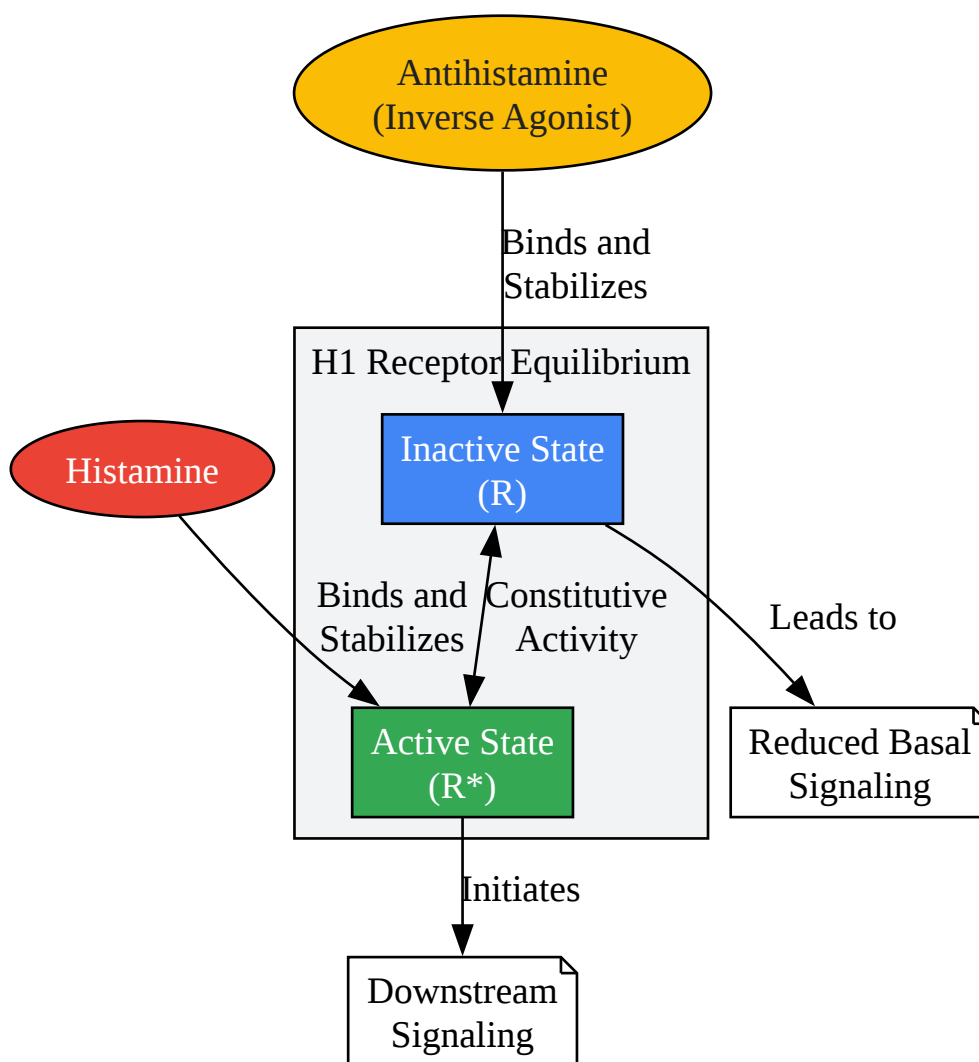 Antihistamine
(Inverse Agonist)
Binds and
Stabilizes
H1 Receptor Equilibrium
Inactive State
(R)
Histamine
Binds and
Stabilizes
Constitutive
Activity
Leads to
Active State
(R*)
Reduced Basal
Signaling
Initiates
Downstream
Signaling